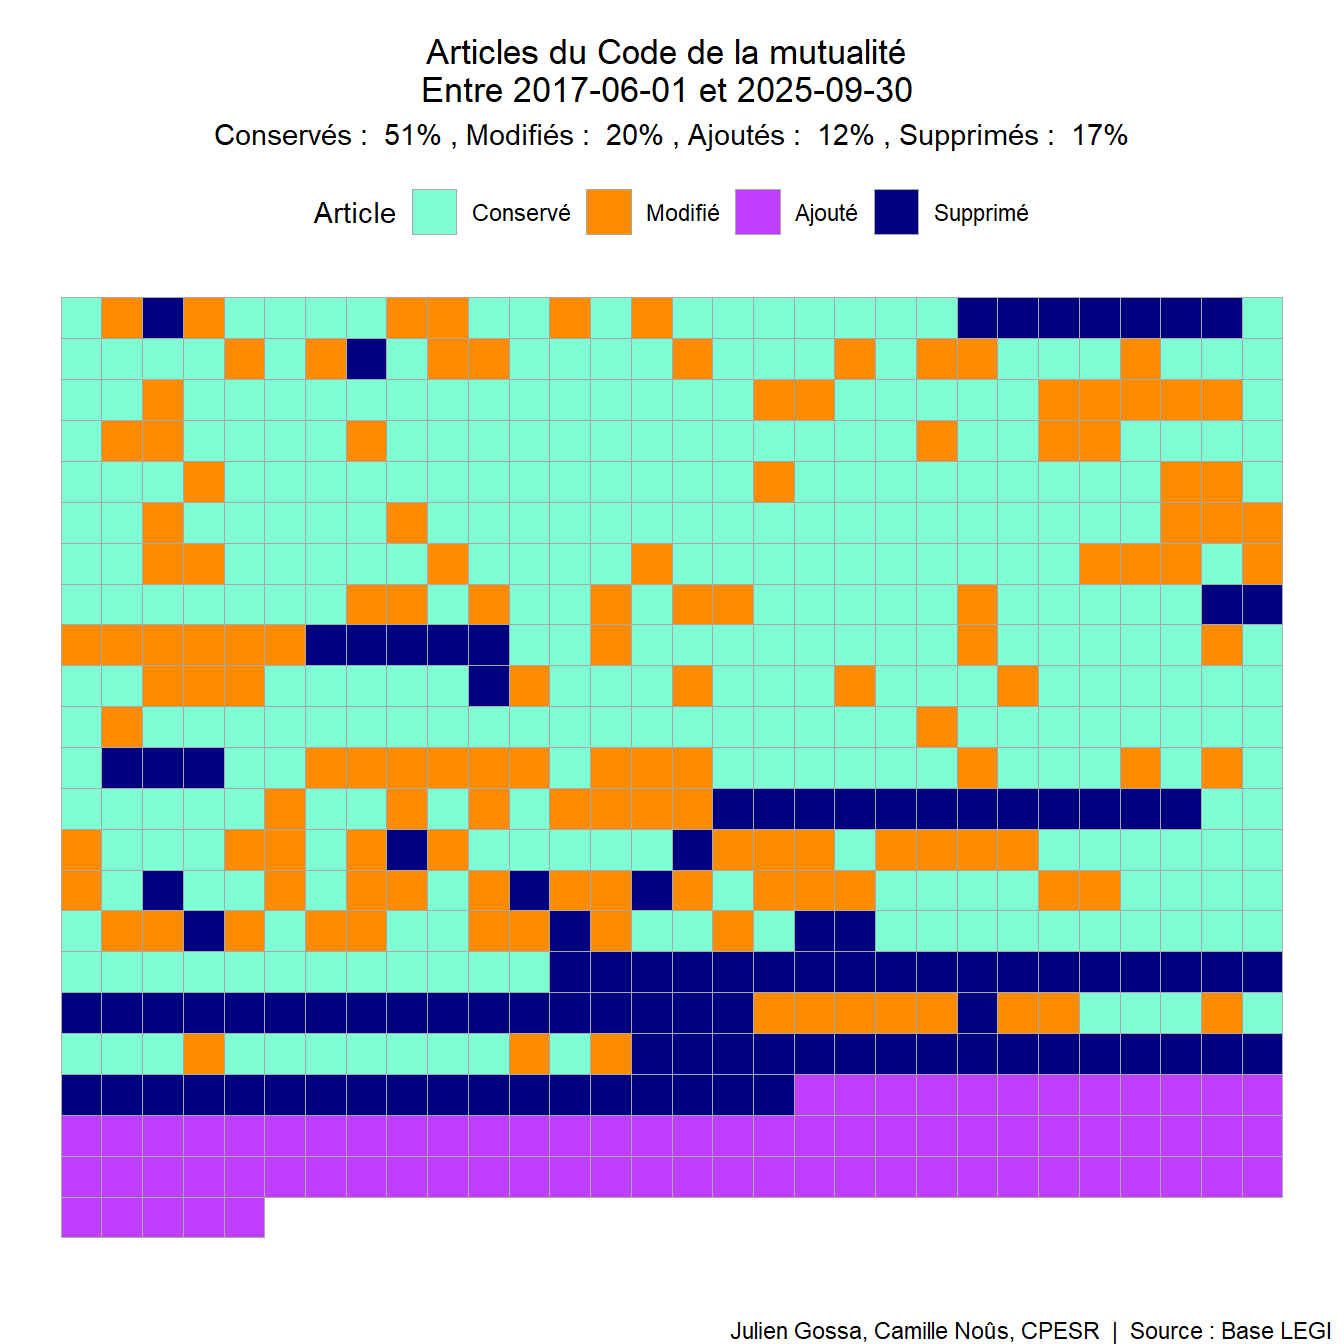 Articles du Code de la mutualité
Entre 2017-06-01 et 2025-09-30
Conservés :  51% , Modifiés :  20% , Ajoutés :  12% , Supprimés :  17%
Article Conservé Modifié Ajouté Supprimé
Julien Gossa, Camille Noûs, CPESR | Source : Base LEGI